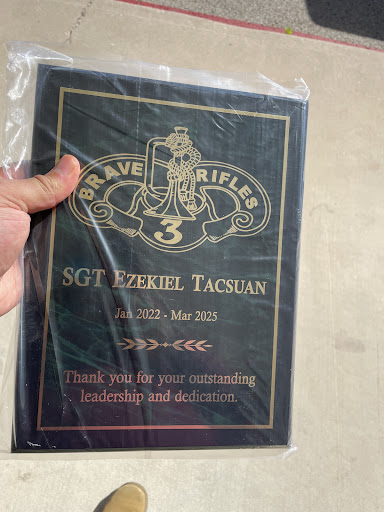 BRAVE RIFLES
3
SGT EZEKIEL TACSUAN
Jan 2022 - Mar 2025
Thank you for your outstanding
leadership and dedication.